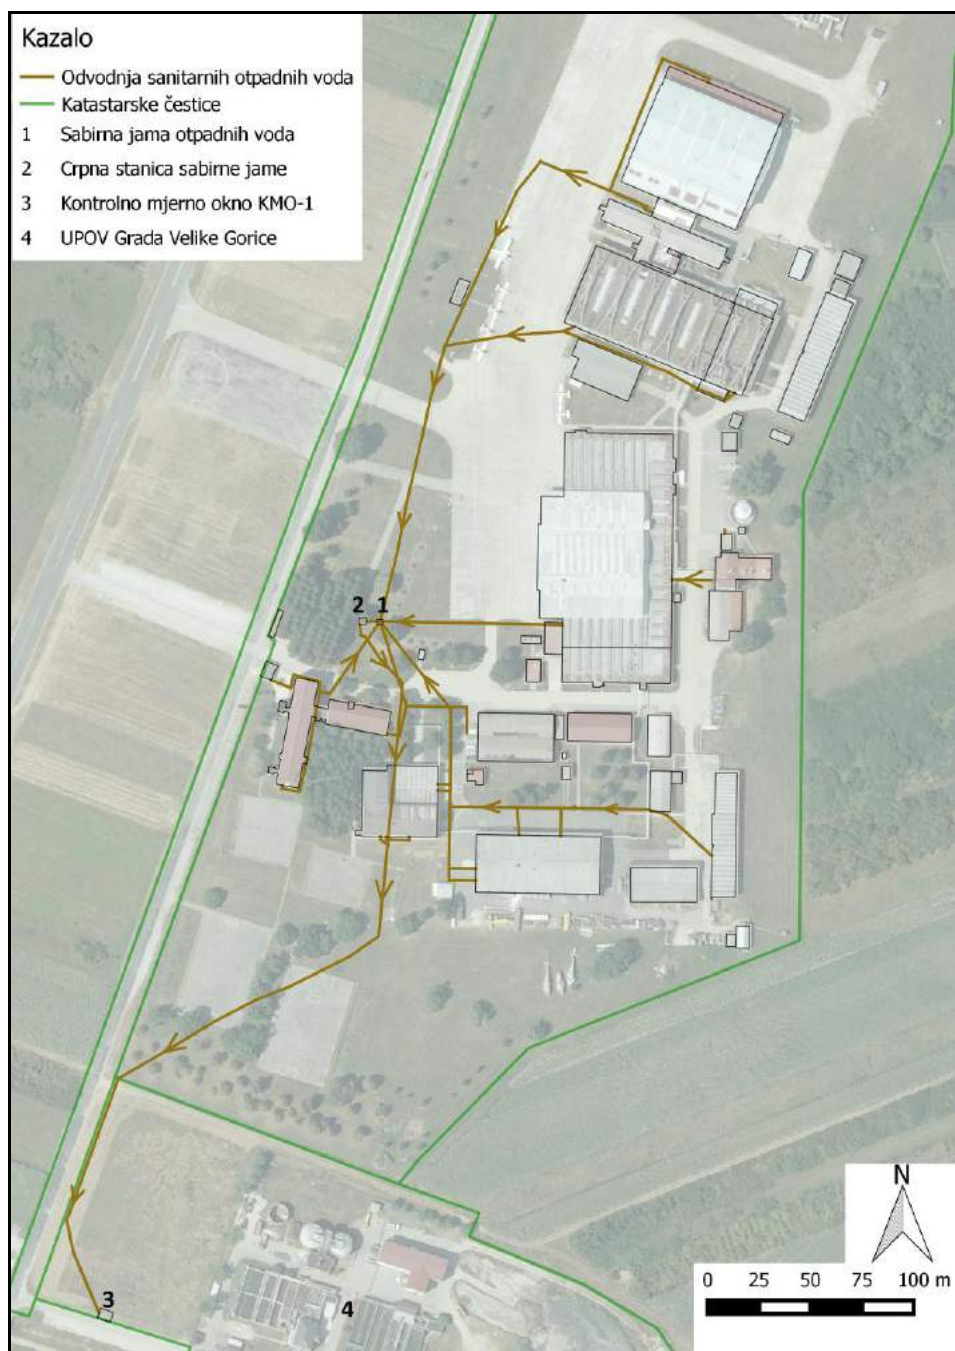 Kazalo
Odvodnja sanitarnih otpadnih voda
Katastarske čestice
1 Sabirna jama otpadnih voda
2 Crpna stanica sabirne jame
3 Kontrolno mjerno okno KMO-1
4 UPOV Grada Velike Gorice
2 1
3
4
N
0 25 50 75 100 m